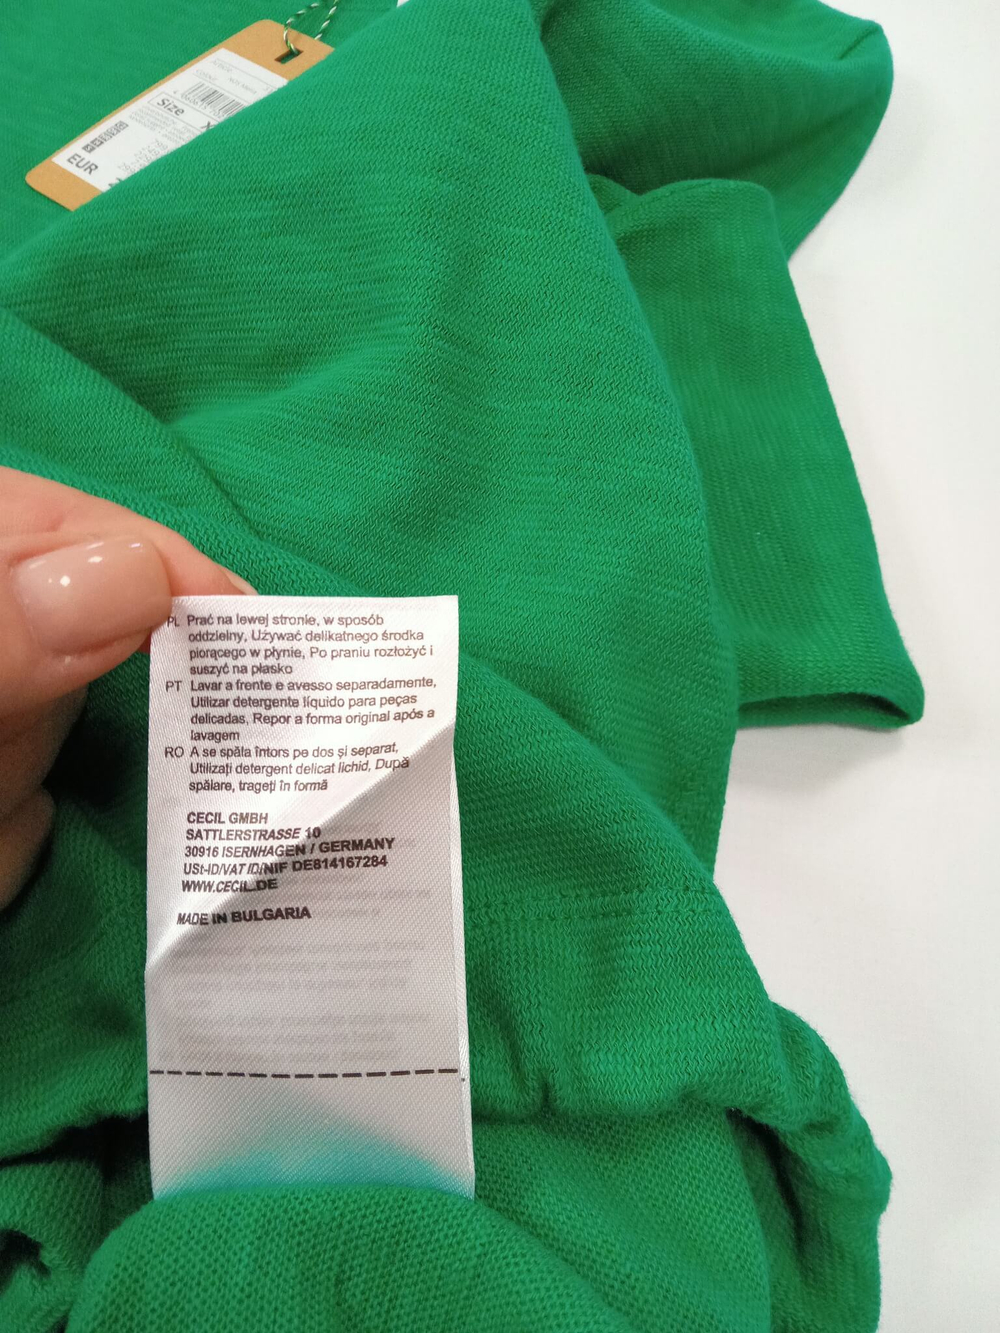 Size
EUR
PL Prać na lewej stronie, w sposób
oddzielny, Używać delikatnego środka
piorącego w płynie, Po praniu rozłożyć i
suszyć na płasko
PT Lavar a frente e avesso separadamente,
Utilizar detergente líquido para peças
delicadas, Repor a forma original após a
lavagem
RO A se spăla întors pe dos și separat,
Utilizați detergent delicat lichid, După
spălare, trageți în formă
CECIL GMBH
SATTLERSTRASSE 10
30916 ISERNHAGEN / GERMANY
USt-ID/VAT ID/NIF DE814167284
WWW.CECIL.DE
MADE IN BULGARIA